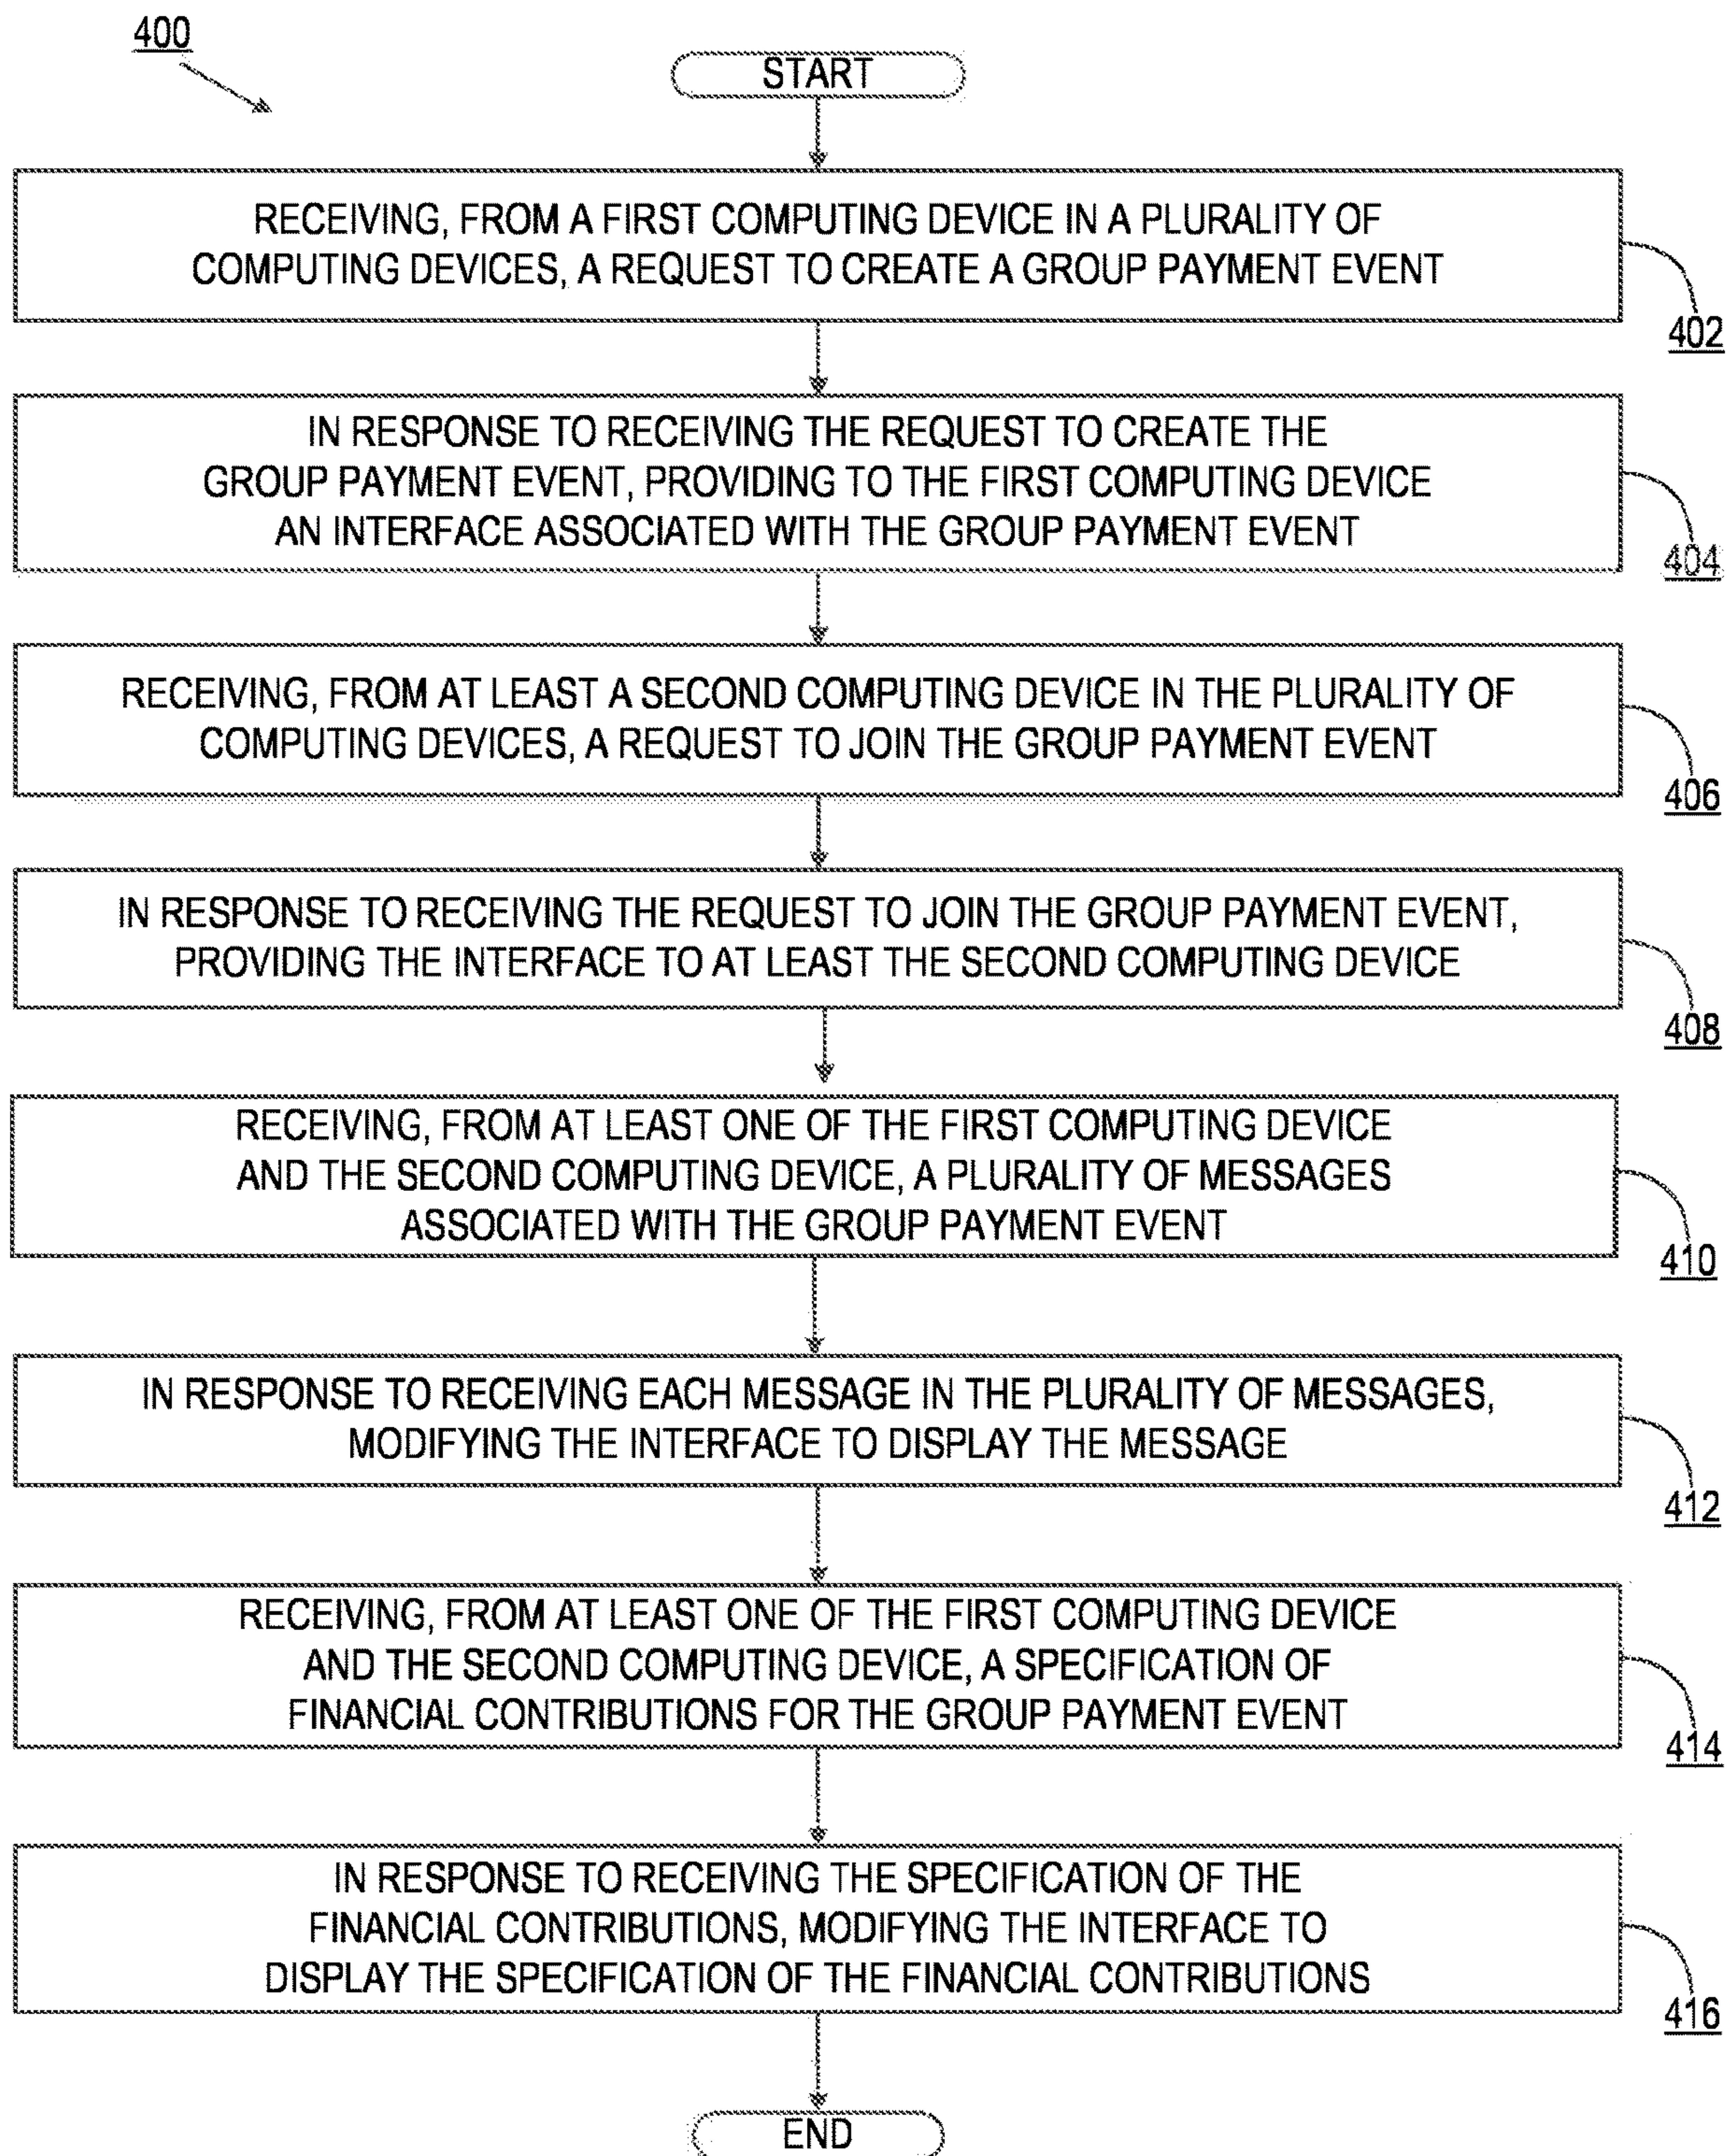 400
START
RECEIVING, FROM A FIRST COMPUTING DEVICE IN A PLURALITY OF
COMPUTING DEVICES, A REQUEST TO CREATE A GROUP PAYMENT EVENT
402
IN RESPONSE TO RECEIVING THE REQUEST TO CREATE THE
GROUP PAYMENT EVENT, PROVIDING TO THE FIRST COMPUTING DEVICE
AN INTERFACE ASSOCIATED WITH THE GROUP PAYMENT EVENT
404
RECEIVING, FROM AT LEAST A SECOND COMPUTING DEVICE IN THE PLURALITY OF
COMPUTING DEVICES, A REQUEST TO JOIN THE GROUP PAYMENT EVENT
406
IN RESPONSE TO RECEIVING THE REQUEST TO JOIN THE GROUP PAYMENT EVENT,
PROVIDING THE INTERFACE TO AT LEAST THE SECOND COMPUTING DEVICE
408
RECEIVING, FROM AT LEAST ONE OF THE FIRST COMPUTING DEVICE
AND THE SECOND COMPUTING DEVICE, A PLURALITY OF MESSAGES
ASSOCIATED WITH THE GROUP PAYMENT EVENT
410
IN RESPONSE TO RECEIVING EACH MESSAGE IN THE PLURALITY OF MESSAGES,
MODIFYING THE INTERFACE TO DISPLAY THE MESSAGE
412
RECEIVING, FROM AT LEAST ONE OF THE FIRST COMPUTING DEVICE
AND THE SECOND COMPUTING DEVICE, A SPECIFICATION OF
FINANCIAL CONTRIBUTIONS FOR THE GROUP PAYMENT EVENT
414
IN RESPONSE TO RECEIVING THE SPECIFICATION OF THE
FINANCIAL CONTRIBUTIONS, MODIFYING THE INTERFACE TO
DISPLAY THE SPECIFICATION OF THE FINANCIAL CONTRIBUTIONS
416
END